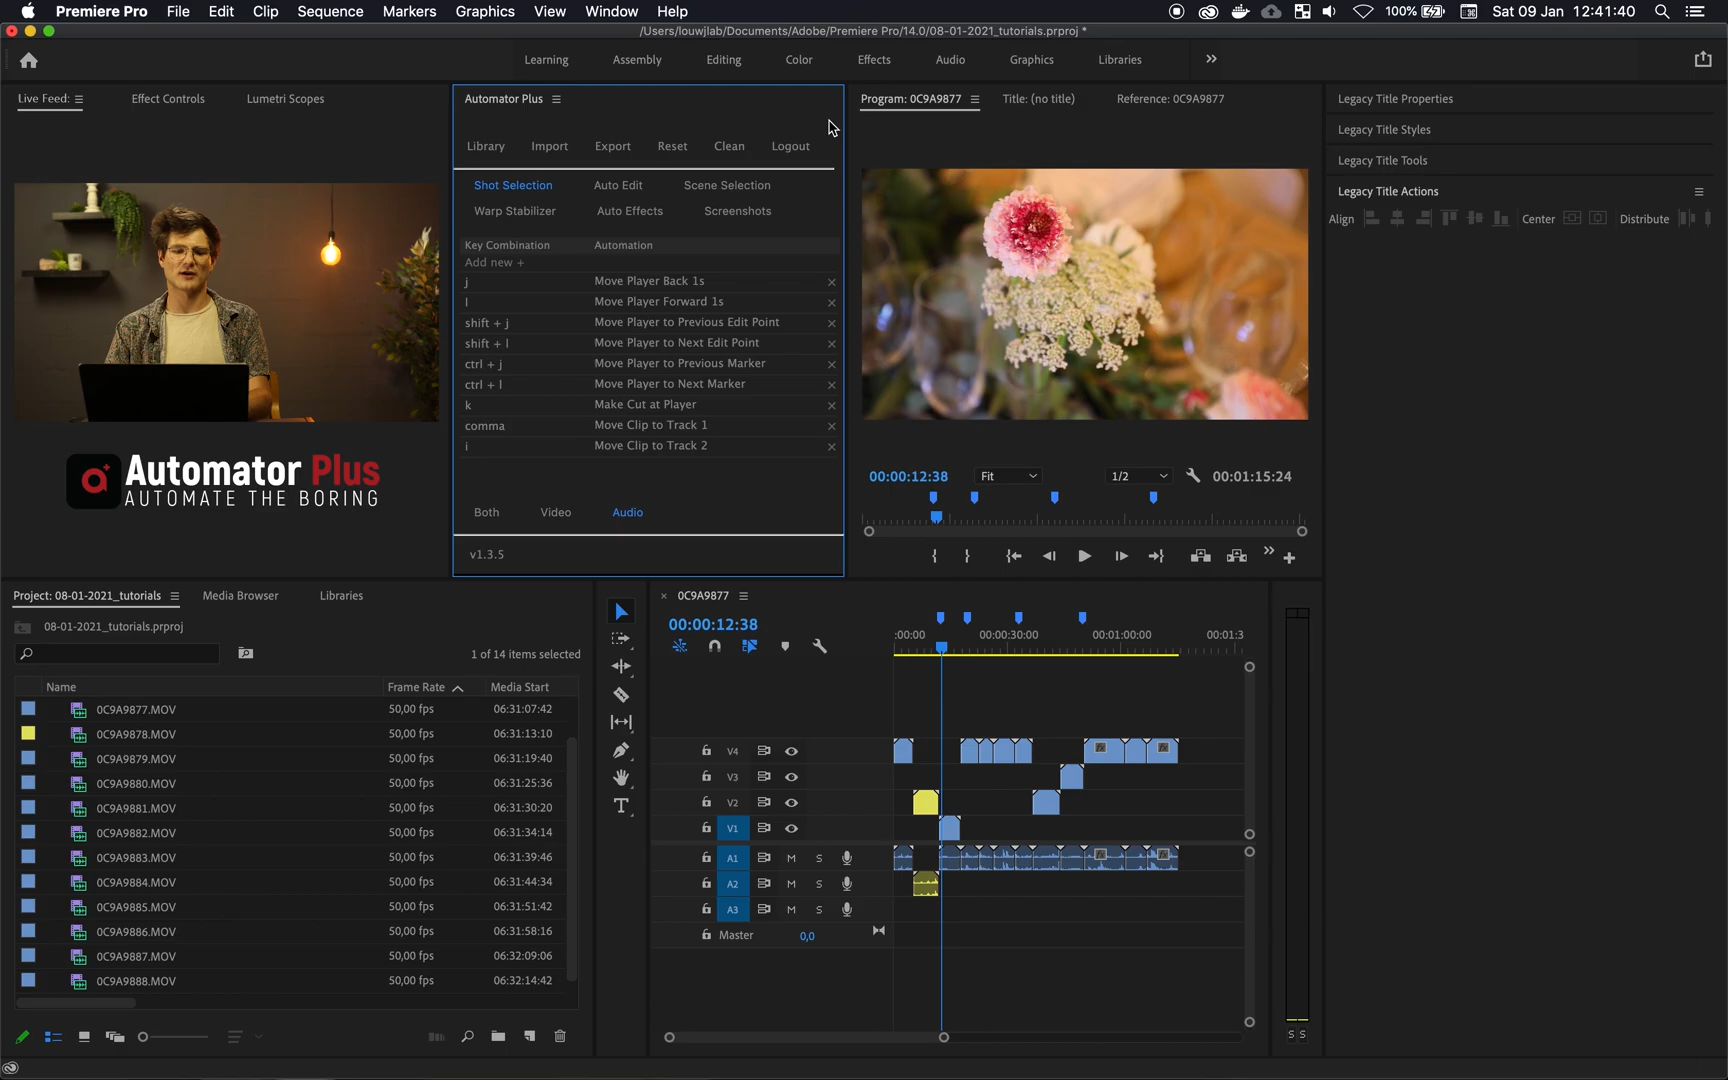 Premiere Pro File Edit Clip Sequence Markers Graphics View Window Help 100% Sat 09 Jan 12:41:40
/Users/louwjlab/Documents/Adobe/Premiere Pro/14.0/08-01-2021_tutorials.prproj *
Learning Assembly Editing Color Effects Audio Graphics Libraries
Live Feed: Effect Controls Lumetri Scopes
Automator Plus
Automator Plus
AUTOMATE THE BORING
Library Import Export Reset Clean Logout
Shot Selection Auto Edit Scene Selection
Warp Stabilizer Auto Effects Screenshots
Key Combination Automation
Add new +
j Move Player Back 1s
l Move Player Forward 1s
shift + j Move Player to Previous Edit Point
shift + l Move Player to Next Edit Point
ctrl + j Move Player to Previous Marker
ctrl + l Move Player to Next Marker
k Make Cut at Player
comma Move Clip to Track 1
i Move Clip to Track 2
Both Video Audio
v1.3.5
Program: 0C9A9877 Title: (no title) Reference: 0C9A9877
00:00:12:38 Fit 1/2 00:01:15:24
Legacy Title Properties
Legacy Title Styles
Legacy Title Tools
Legacy Title Actions
Align Center Distribute
Project: 08-01-2021_tutorials Media Browser Libraries
08-01-2021_tutorials.prproj
1 of 14 items selected
Name Frame Rate Media Start
0C9A9877.MOV 50,00 fps 06:31:07:42
0C9A9878.MOV 50,00 fps 06:31:13:10
0C9A9879.MOV 50,00 fps 06:31:19:40
0C9A9880.MOV 50,00 fps 06:31:25:36
0C9A9881.MOV 50,00 fps 06:31:30:20
0C9A9882.MOV 50,00 fps 06:31:34:14
0C9A9883.MOV 50,00 fps 06:31:39:46
0C9A9884.MOV 50,00 fps 06:31:44:34
0C9A9885.MOV 50,00 fps 06:31:51:42
0C9A9886.MOV 50,00 fps 06:31:58:16
0C9A9887.MOV 50,00 fps 06:32:09:06
0C9A9888.MOV 50,00 fps 06:32:14:42
0C9A9877
00:00:12:38
:00:00 00:00:30:00 00:01:00:00 00:01:3
V4
V3
V2
V1
A1 M S
A2 M S
A3 M S
Master 0,0
S S